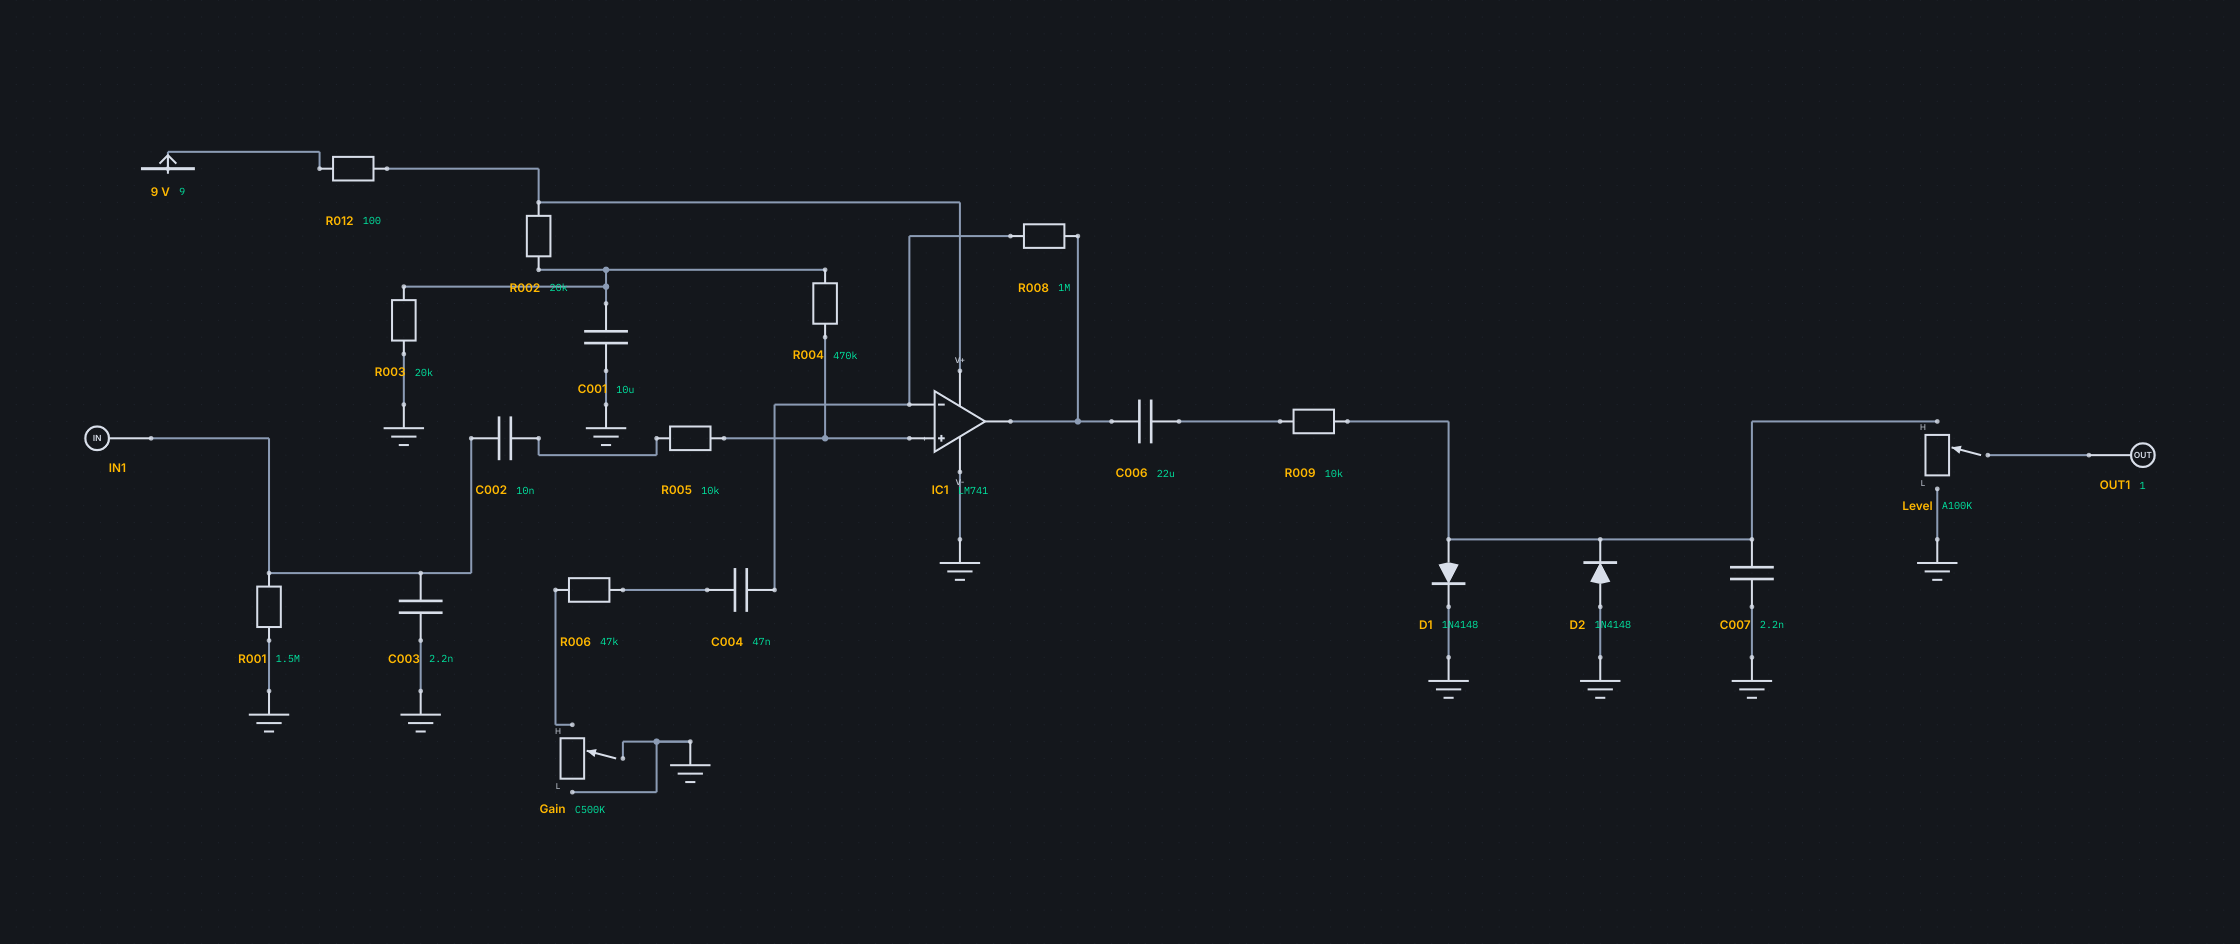 9 V 9
R012 100
R002 20k
R008 1M
R003 20k
R004 470k
V+
C001 10u
IN
IN1
C002 10n
R005 10k
V-
IC1 LM741
C006 22u
R009 10k
H
L
Level A100K
OUT
OUT1 1
R006 47k
C004 47n
D1 1N4148
D2 1N4148
C007 2.2n
R001 1.5M
C003 2.2n
H
L
Gain C500K